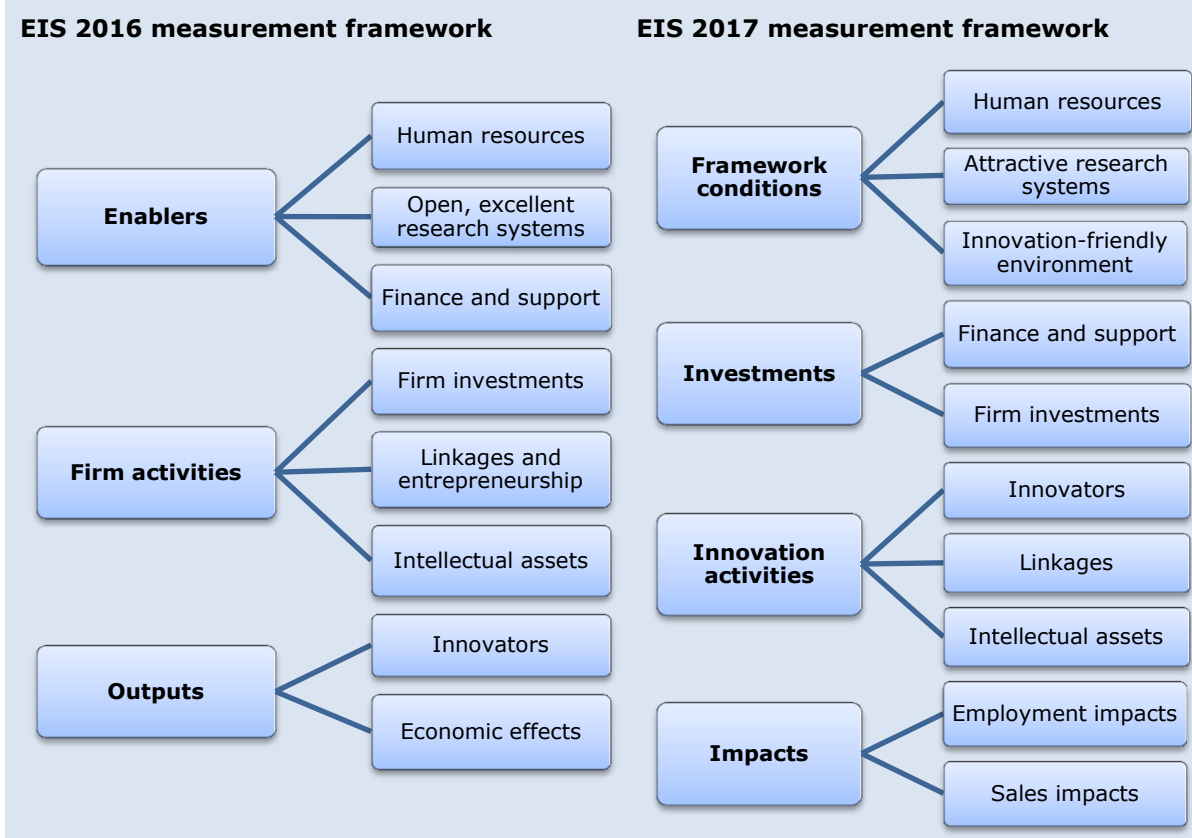 EIS 2016 measurement framework
Enablers
Human resources
Open, excellent
research systems
Finance and support
Firm activities
Firm investments
Linkages and
entrepreneurship
Intellectual assets
Outputs
Innovators
Economic effects
EIS 2017 measurement framework
Framework
conditions
Human resources
Attractive research
systems
Innovation-friendly
environment
Investments
Finance and support
Firm investments
Innovation
activities
Innovators
Linkages
Intellectual assets
Impacts
Employment impacts
Sales impacts